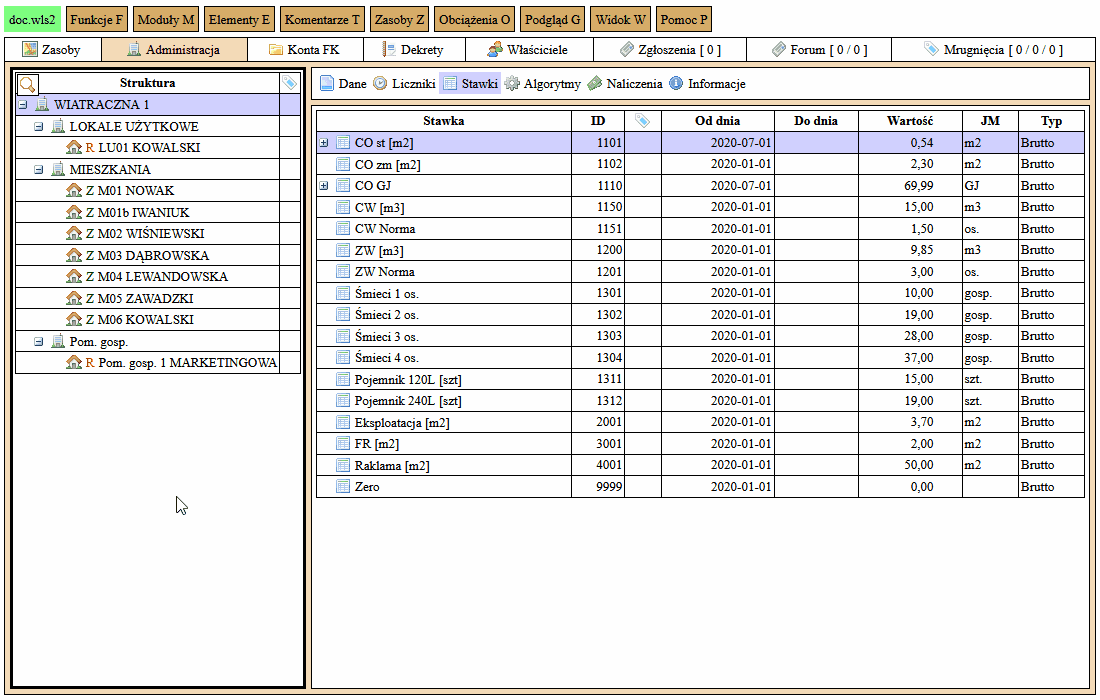 doc.wls2 Funkcje F Moduły M Elementy E Komentarze T Zasoby Z Obciążenia O Podgląd G Widok W Pomoc P
Zasoby Administracja Konta FK Dekrety Właściciele Zgłoszenia [ 0 ] Forum [ 0 / 0 ] Mrugnięcia [ 0 / 0 / 0 ]
Struktura
WIATRACZNA 1
LOKALE UŻYTKOWE
R LU01 KOWALSKI
MIESZKANIA
Z M01 NOWAK
Z M01b IWANIUK
Z M02 WIŚNIEWSKI
Z M03 DĄBROWSKA
Z M04 LEWANDOWSKA
Z M05 ZAWADZKI
Z M06 KOWALSKI
Pom. gosp.
R Pom. gosp. 1 MARKETINGOWA
Dane Liczniki Stawki Algorytmy Naliczenia Informacje
Stawka ID Od dnia Do dnia Wartość JM Typ
CO st [m2] 1101 2020-07-01 0,54 m2 Brutto
CO zm [m2] 1102 2020-01-01 2,30 m2 Brutto
CO GJ 1110 2020-07-01 69,99 GJ Brutto
CW [m3] 1150 2020-01-01 15,00 m3 Brutto
CW Norma 1151 2020-01-01 1,50 os. Brutto
ZW [m3] 1200 2020-01-01 9,85 m3 Brutto
ZW Norma 1201 2020-01-01 3,00 os. Brutto
Śmieci 1 os. 1301 2020-01-01 10,00 gosp. Brutto
Śmieci 2 os. 1302 2020-01-01 19,00 gosp. Brutto
Śmieci 3 os. 1303 2020-01-01 28,00 gosp. Brutto
Śmieci 4 os. 1304 2020-01-01 37,00 gosp. Brutto
Pojemnik 120L [szt] 1311 2020-01-01 15,00 szt. Brutto
Pojemnik 240L [szt] 1312 2020-01-01 19,00 szt. Brutto
Eksploatacja [m2] 2001 2020-01-01 3,70 m2 Brutto
FR [m2] 3001 2020-01-01 2,00 m2 Brutto
Raklama [m2] 4001 2020-01-01 50,00 m2 Brutto
Zero 9999 2020-01-01 0,00 Brutto